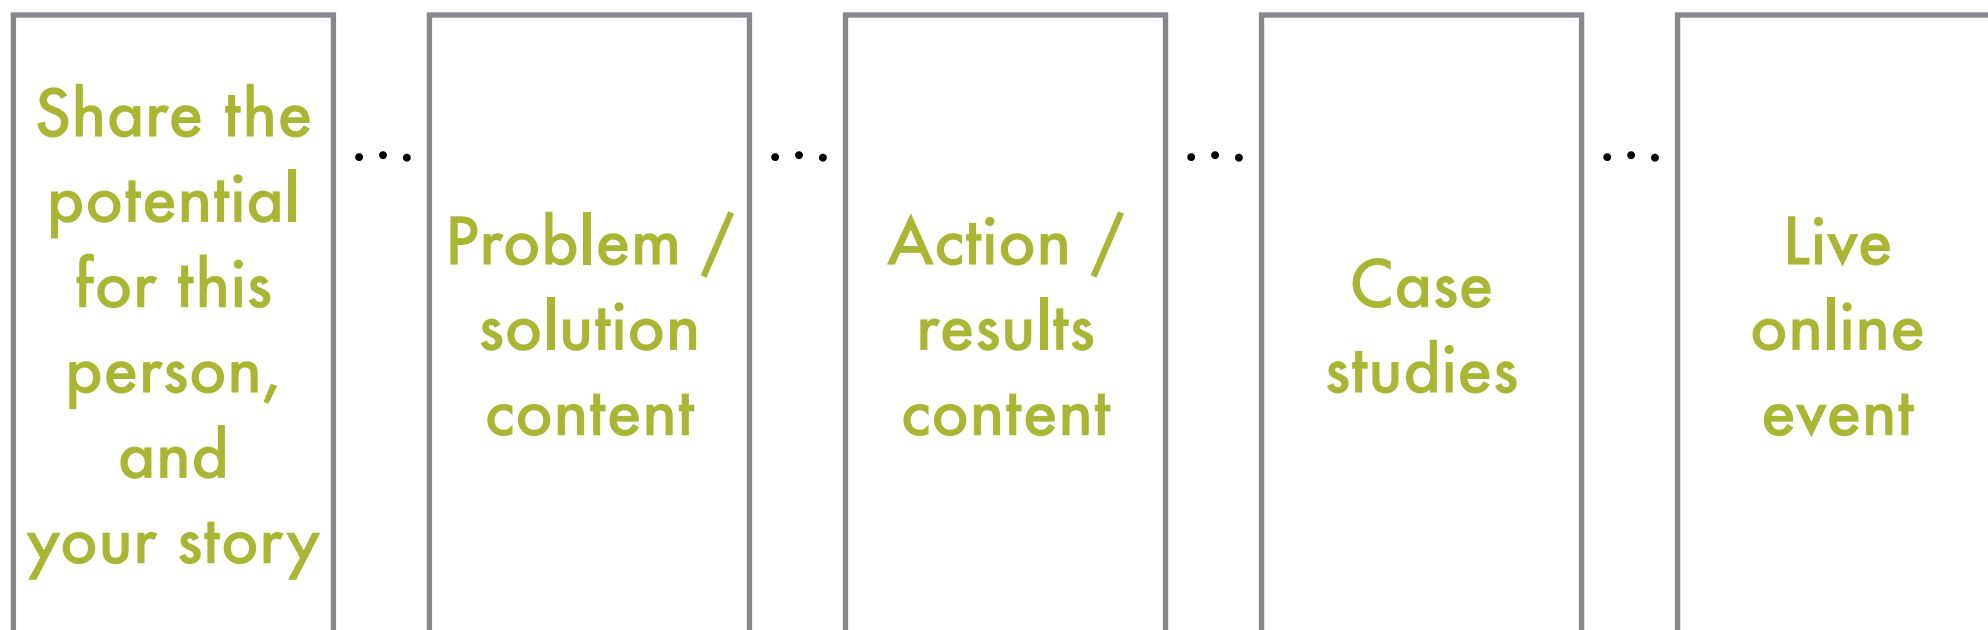 Share the
potential
for this
person,
and
your story
...
Problem /
solution
content
...
Action /
results
content
...
Case
studies
...
Live
online
event